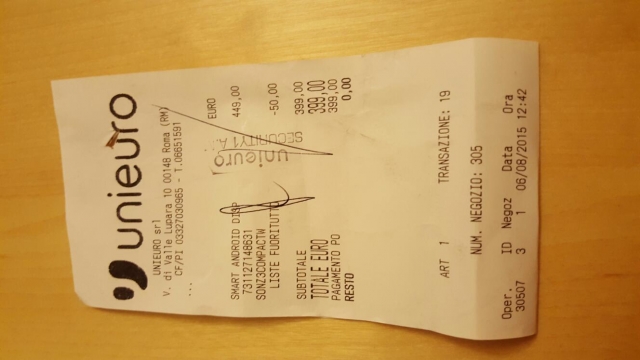 unieuro
UNIEURO srl
V. di Valle Lupara 10 00148 Roma (RM)
CF/PI 03327030965 - T.06651591
...
EURO
SMART ANDROID DISP 449,00
731127148631
SONZ3COMPACTW
LISTE FUORITUTTO -50,00
SUBTOTALE 399,00
TOTALE EURO 399,00
PAGAMENTO PO 399,00
RESTO 0,00
unieuro
SECURITY
ART 1 TRANSAZIONE: 19
NUM. NEGOZIO: 305
Oper. ID Negoz Data Ora
30507 3 1 06/08/2015 12:42